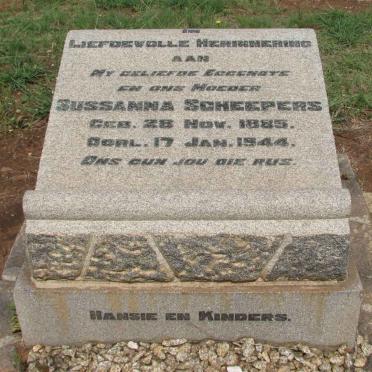 IN
LIEFDEVOLLE HERINNERING
AAN
MY GELIEFDE EGGENOTE
EN ONS MOEDER
SUSSANNA SCHEEPERS
GEB. 28 NOV. 1885.
OORL. 17 JAN. 1944.
ONS GUN JOU DIE RUS.
HANSIE EN KINDERS.